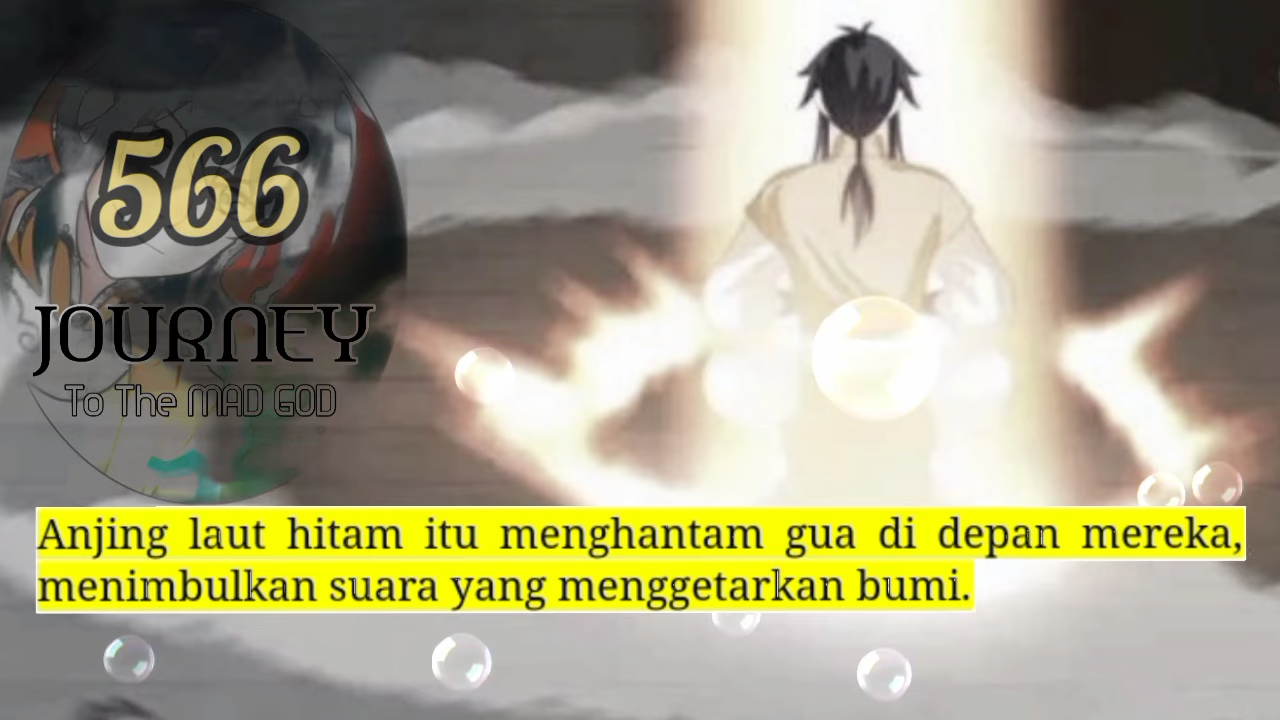 566
JOURNEY
To The MAD GOD
Anjing laut hitam itu menghantam gua di depan mereka,
menimbulkan suara yang menggetarkan bumi.